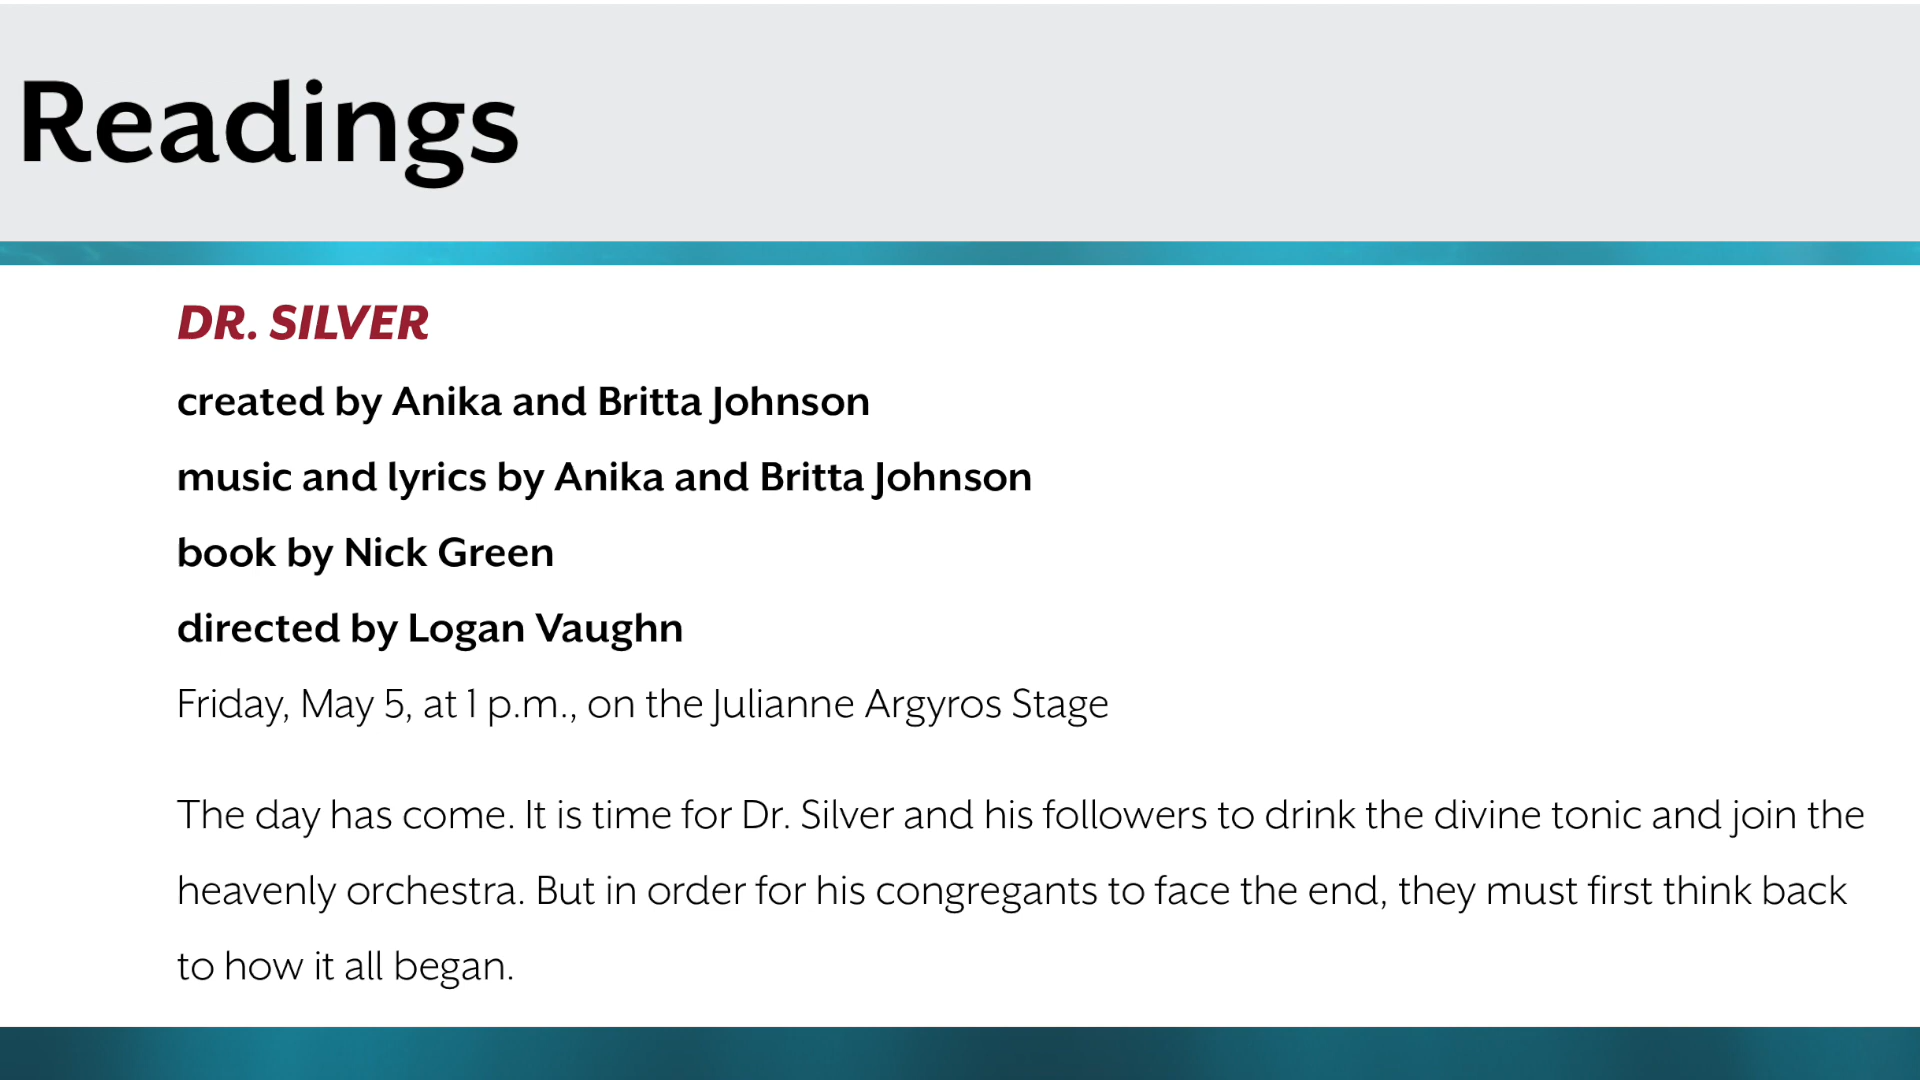 Readings
DR. SILVER
created by Anika and Britta Johnson
music and lyrics by Anika and Britta Johnson
book by Nick Green
directed by Logan Vaughn
Friday, May 5, at 1 p.m., on the Julianne Argyros Stage
The day has come. It is time for Dr. Silver and his followers to drink the divine tonic and join the
heavenly orchestra. But in order for his congregants to face the end, they must first think back
to how it all began.